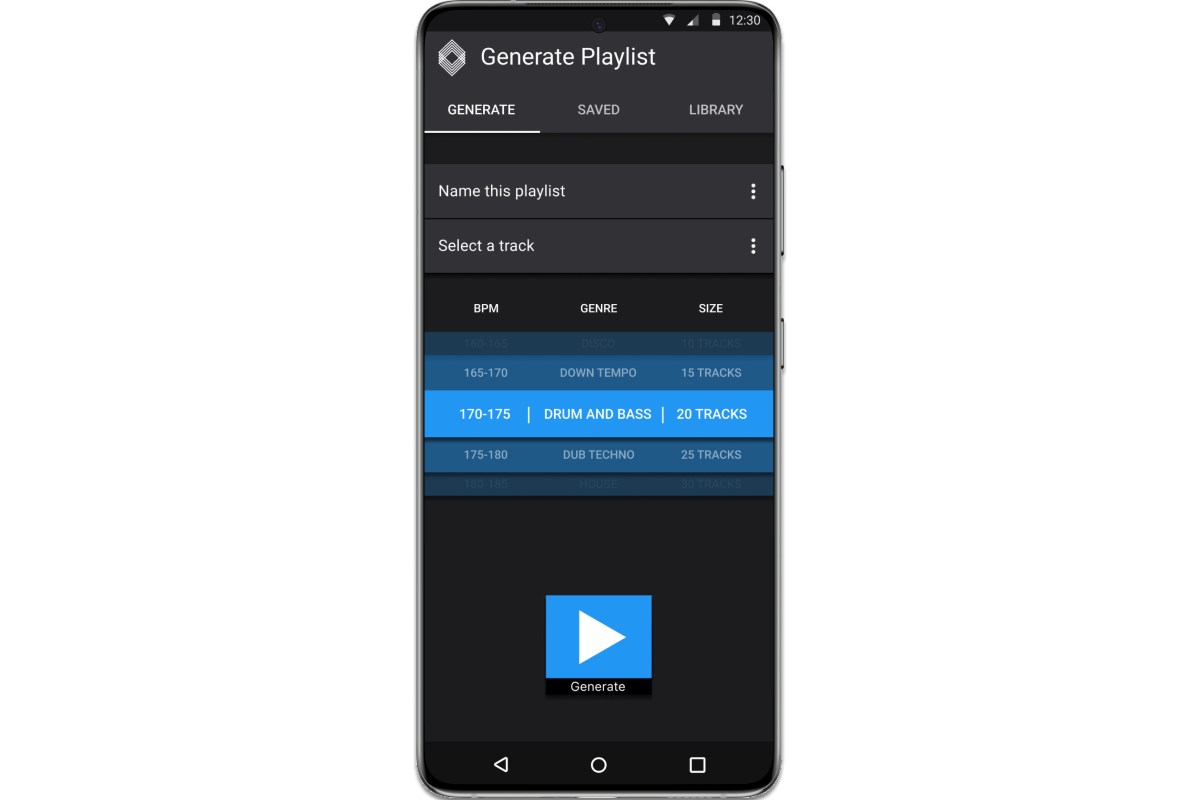 12:30
Generate Playlist
GENERATE SAVED LIBRARY
Name this playlist
Select a track
BPM GENRE SIZE
160-165 DISCO 10 TRACKS
165-170 DOWN TEMPO 15 TRACKS
170-175 | DRUM AND BASS | 20 TRACKS
175-180 DUB TECHNO 25 TRACKS
180-185 HOUSE 30 TRACKS
Generate